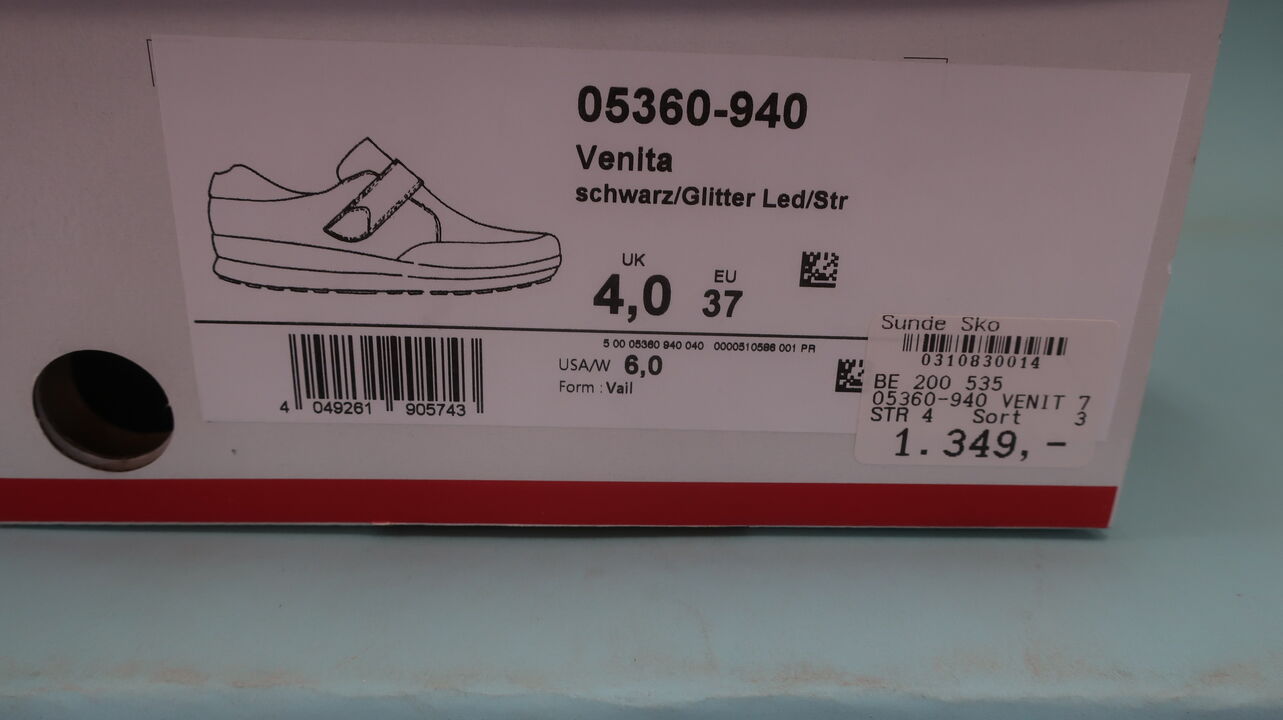 05360-940
Venita
schwarz/Glitter Led/Str
UK
4,0
EU
37
5 00 05360 940 040 0000510586 001 PR
USA/W 6,0
Form : Vail
4 049261 905743
Sunde Sko
0310830014
BE 200 535
05360-940 VENIT 7
STR 4 Sort 3
1.349,-